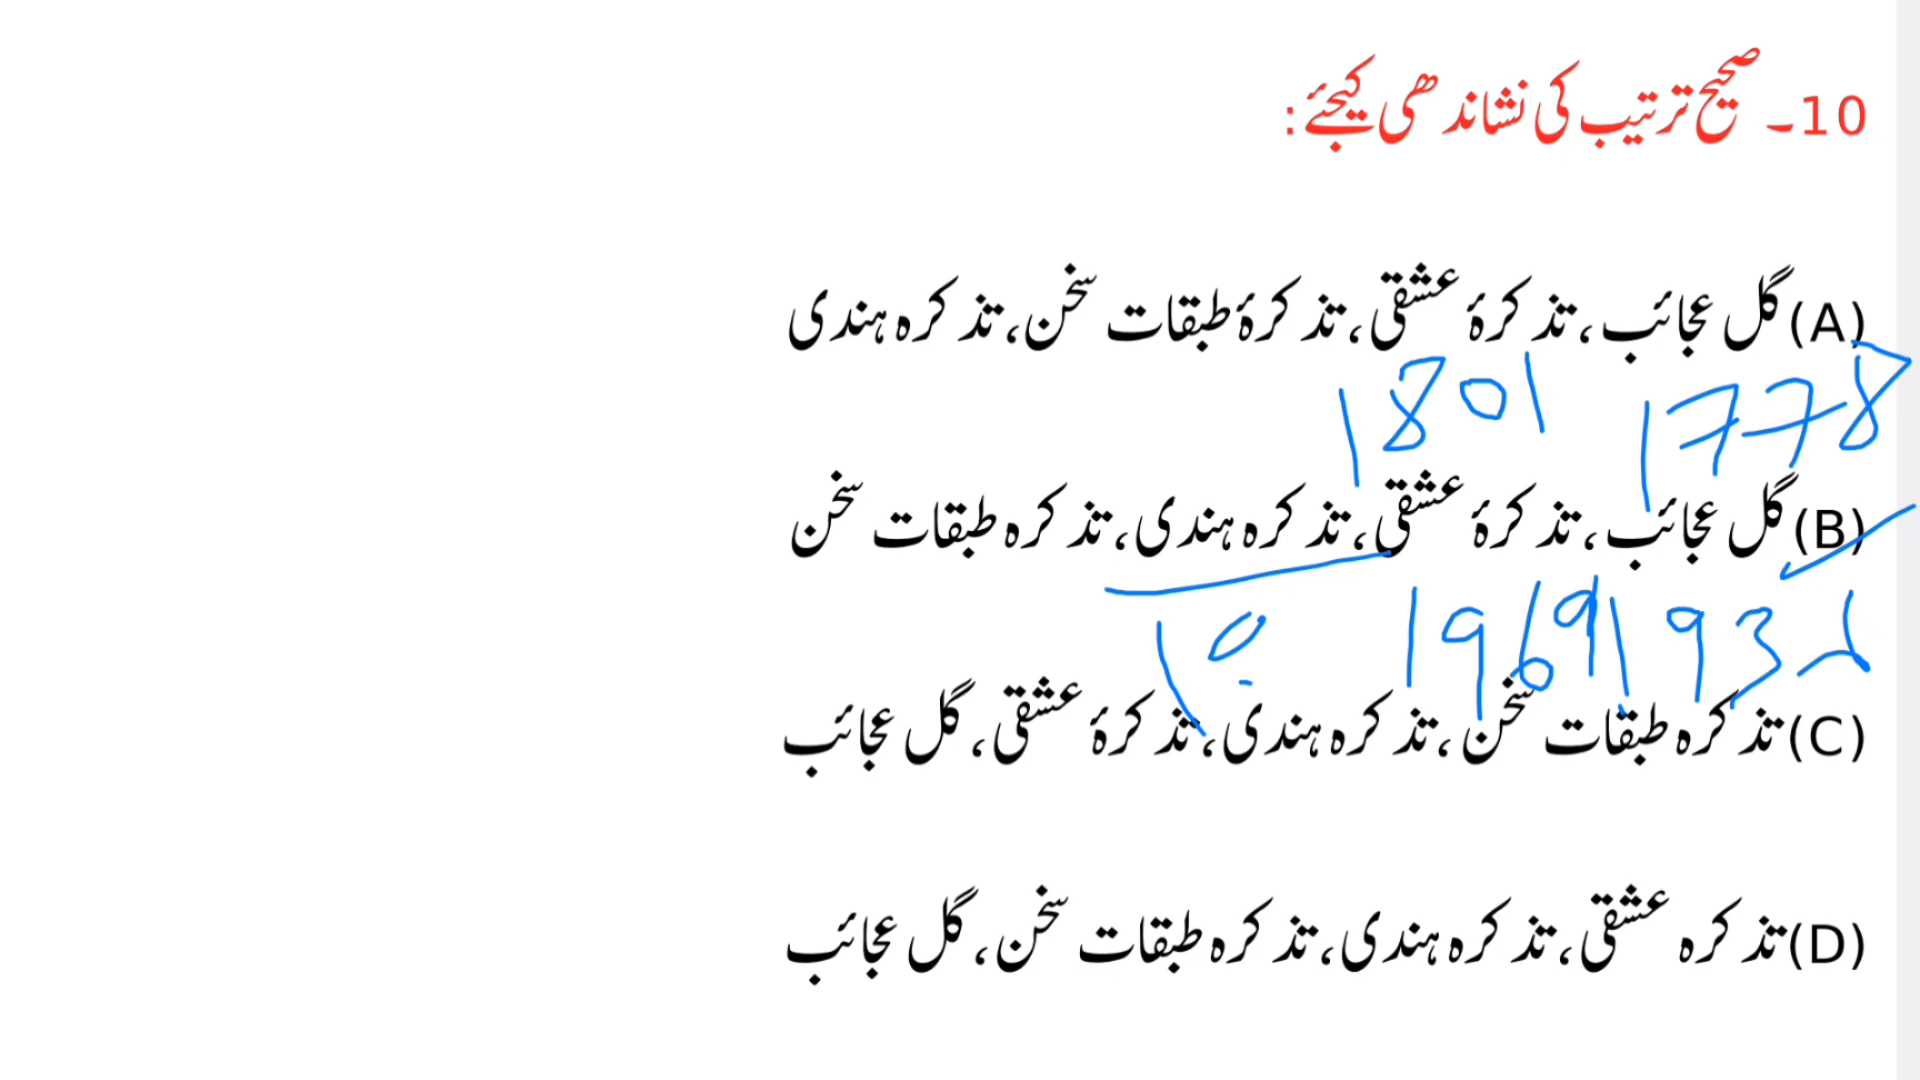 10۔ صحیح ترتیب کی نشاندھی کیجئے:
(A) گل عجائب، تذکرۂ عشقی، تذکرۂ طبقات سخن، تذکرہ ہندی
1801 1778
(B) گل عجائب، تذکرۂ عشقی، تذکرہ ہندی، تذکرہ طبقات سخن
1969 193
(C) تذکرہ طبقات سخن، تذکرہ ہندی، تذکرۂ عشقی، گل عجائب
(D) تذکرہ عشقی، تذکرہ ہندی، تذکرہ طبقات سخن، گل عجائب